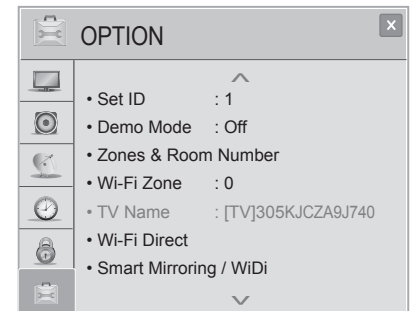 OPTION
x
• Set ID : 1
• Demo Mode : Off
• Zones & Room Number
• Wi-Fi Zone : 0
• TV Name : [TV]305KJCZA9J740
• Wi-Fi Direct
• Smart Mirroring / WiDi